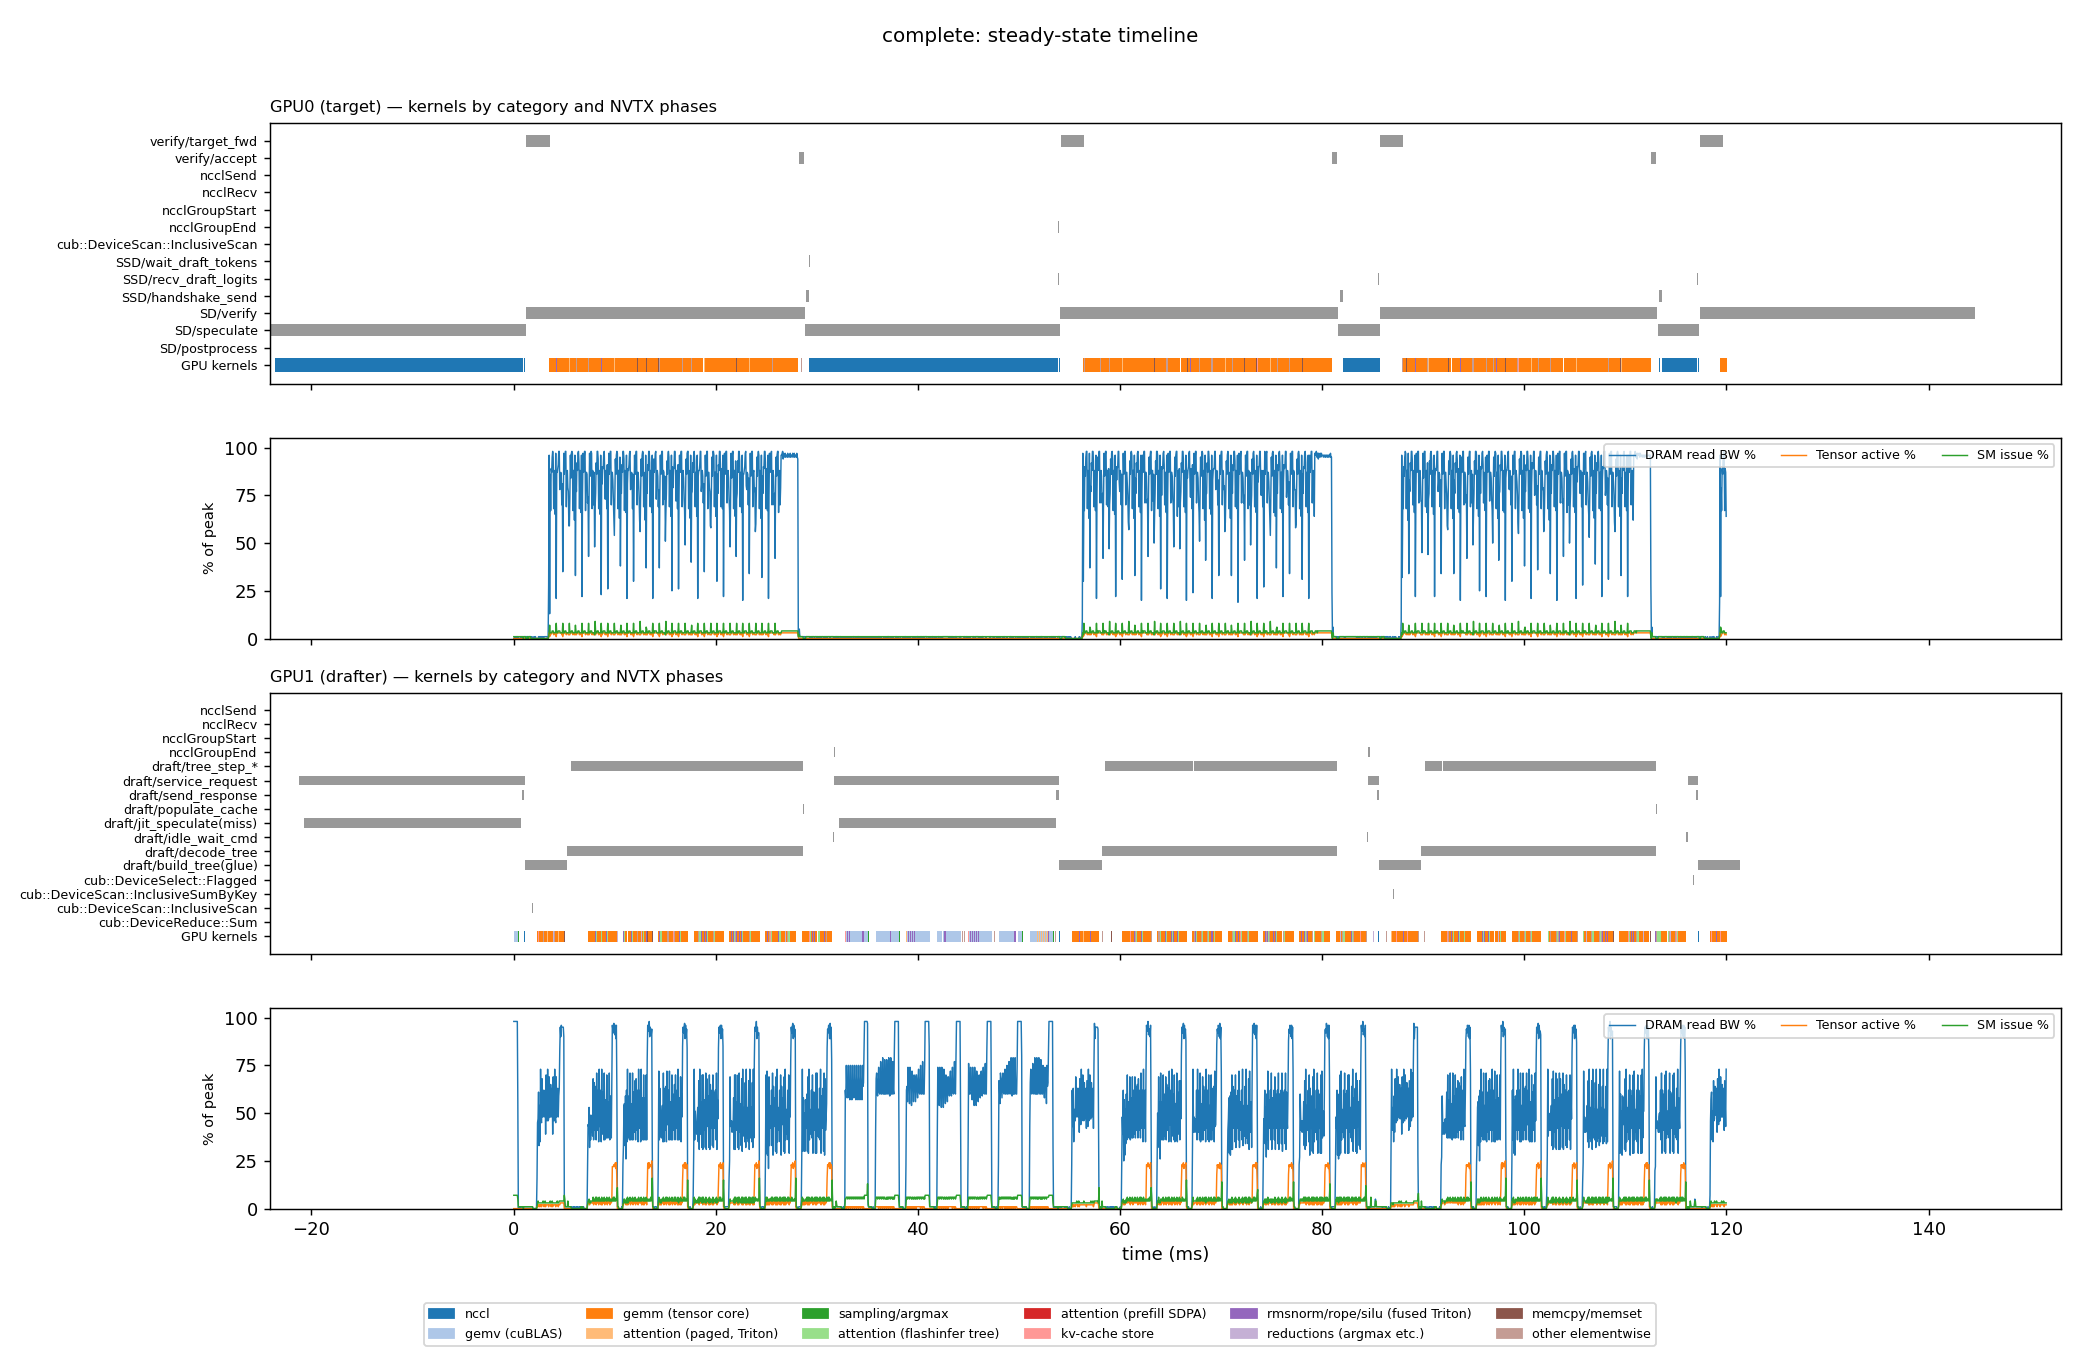 complete: steady-state timeline
GPU0 (target) — kernels by category and NVTX phases
verify/target_fwd
verify/accept
ncclSend
ncclRecv
ncclGroupStart
ncclGroupEnd
cub::DeviceScan::InclusiveScan
SSD/wait_draft_tokens
SSD/recv_draft_logits
SSD/handshake_send
SD/verify
SD/speculate
SD/postprocess
GPU kernels
100
75
50
25
0
% of peak
DRAM read BW % Tensor active % SM issue %
GPU1 (drafter) — kernels by category and NVTX phases
ncclSend
ncclRecv
ncclGroupStart
ncclGroupEnd
draft/tree_step_*
draft/service_request
draft/send_response
draft/populate_cache
draft/jit_speculate(miss)
draft/idle_wait_cmd
draft/decode_tree
draft/build_tree(glue)
cub::DeviceSelect::Flagged
cub::DeviceScan::InclusiveSumByKey
cub::DeviceScan::InclusiveScan
cub::DeviceReduce::Sum
GPU kernels
100
75
50
25
0
% of peak
DRAM read BW % Tensor active % SM issue %
−20 0 20 40 60 80 100 120 140
time (ms)
nccl gemm (tensor core) sampling/argmax attention (prefill SDPA) rmsnorm/rope/silu (fused Triton) memcpy/memset
gemv (cuBLAS) attention (paged, Triton) attention (flashinfer tree) kv-cache store reductions (argmax etc.) other elementwise